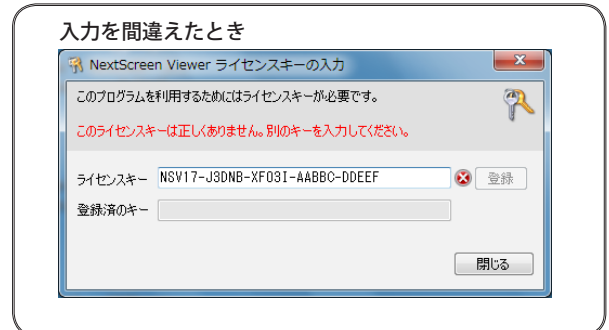 入力を間違えたとき
NextScreen Viewer ライセンスキーの入力
このプログラムを利用するためにはライセンスキーが必要です。
このライセンスキーは正しくありません。別のキーを入力してください。
ライセンスキー NSV17-J3DNB-XFO3I-AABBC-DDEEF 登録
登録済のキー
閉じる